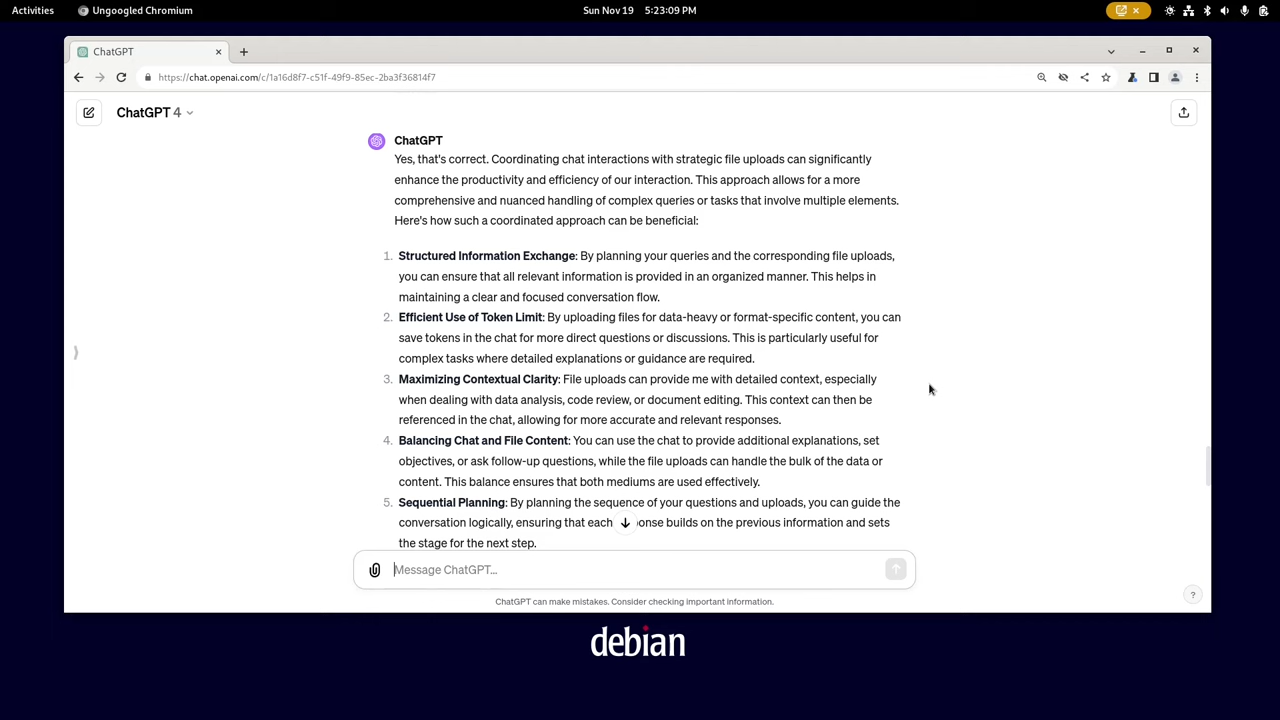 Activities
Ungoogled Chromium
Sun Nov 19 5:23:09 PM
ChatGPT
https://chat.openai.com/c/1a16d8f7-c51f-49f9-85ec-2ba3f36814f7
ChatGPT 4
ChatGPT
Yes, that's correct. Coordinating chat interactions with strategic file uploads can significantly
enhance the productivity and efficiency of our interaction. This approach allows for a more
comprehensive and nuanced handling of complex queries or tasks that involve multiple elements.
Here's how such a coordinated approach can be beneficial:
1. Structured Information Exchange: By planning your queries and the corresponding file uploads,
you can ensure that all relevant information is provided in an organized manner. This helps in
maintaining a clear and focused conversation flow.
2. Efficient Use of Token Limit: By uploading files for data-heavy or format-specific content, you can
save tokens in the chat for more direct questions or discussions. This is particularly useful for
complex tasks where detailed explanations or guidance are required.
3. Maximizing Contextual Clarity: File uploads can provide me with detailed context, especially
when dealing with data analysis, code review, or document editing. This context can then be
referenced in the chat, allowing for more accurate and relevant responses.
4. Balancing Chat and File Content: You can use the chat to provide additional explanations, set
objectives, or ask follow-up questions, while the file uploads can handle the bulk of the data or
content. This balance ensures that both mediums are used effectively.
5. Sequential Planning: By planning the sequence of your questions and uploads, you can guide the
conversation logically, ensuring that each onse builds on the previous information and sets
the stage for the next step.
Message ChatGPT...
ChatGPT can make mistakes. Consider checking important information.
?
debian